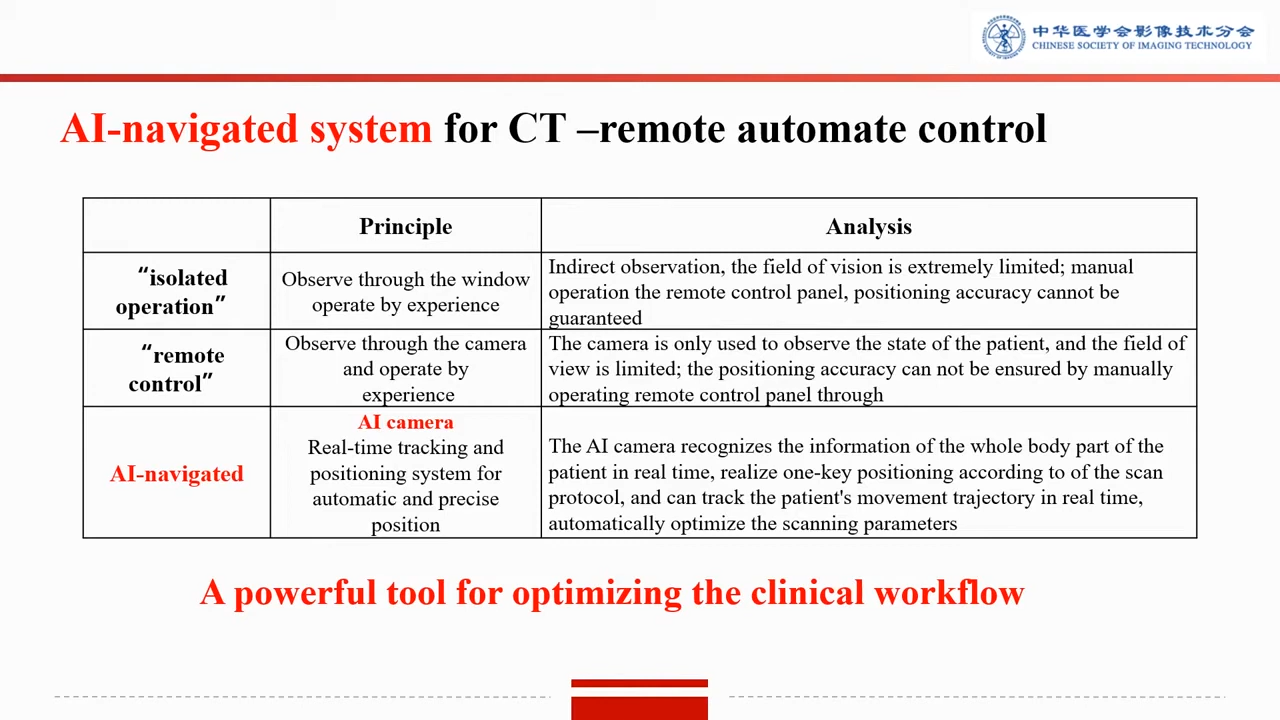 中华医学会影像技术分会
CHINESE SOCIETY OF IMAGING TECHNOLOGY
AI-navigated system for CT –remote automate control
Principle
Analysis
“isolated
operation”
Observe through the window
operate by experience
Indirect observation, the field of vision is extremely limited; manual
operation the remote control panel, positioning accuracy cannot be
guaranteed
“remote
control”
Observe through the camera
and operate by
experience
The camera is only used to observe the state of the patient, and the field of
view is limited; the positioning accuracy can not be ensured by manually
operating remote control panel through
AI-navigated
AI camera
Real-time tracking and
positioning system for
automatic and precise
position
The AI camera recognizes the information of the whole body part of the
patient in real time, realize one-key positioning according to of the scan
protocol, and can track the patient's movement trajectory in real time,
automatically optimize the scanning parameters
A powerful tool for optimizing the clinical workflow